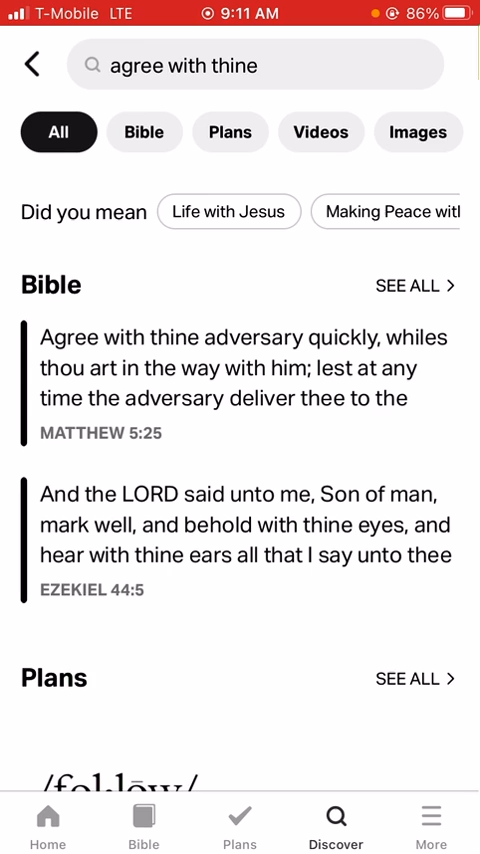 T-Mobile LTE 9:11 AM 86%
agree with thine
All Bible Plans Videos Images
Did you mean Life with Jesus Making Peace
Bible SEE ALL
Agree with thine adversary quickly, whiles
thou art in the way with him; lest at any
time the adversary deliver thee to the
MATTHEW 5:25
And the LORD said unto me, Son of man,
mark well, and behold with thine eyes, and
hear with thine ears all that I say unto thee
EZEKIEL 44:5
Plans SEE ALL
/fol·lōw/
Home Bible Plans Discover More